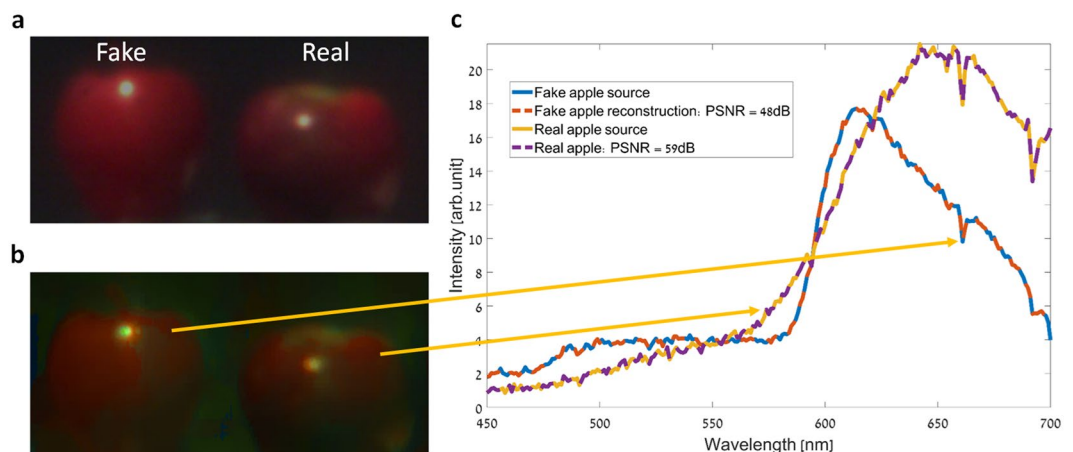 a
Fake Real
b
c
Fake apple source
Fake apple reconstruction: PSNR = 48dB
Real apple source
Real apple: PSNR = 59dB
Intensity [arb.unit]
20
18
16
14
12
10
8
6
4
2
0
450 500 550 600 650 700
Wavelength [nm]